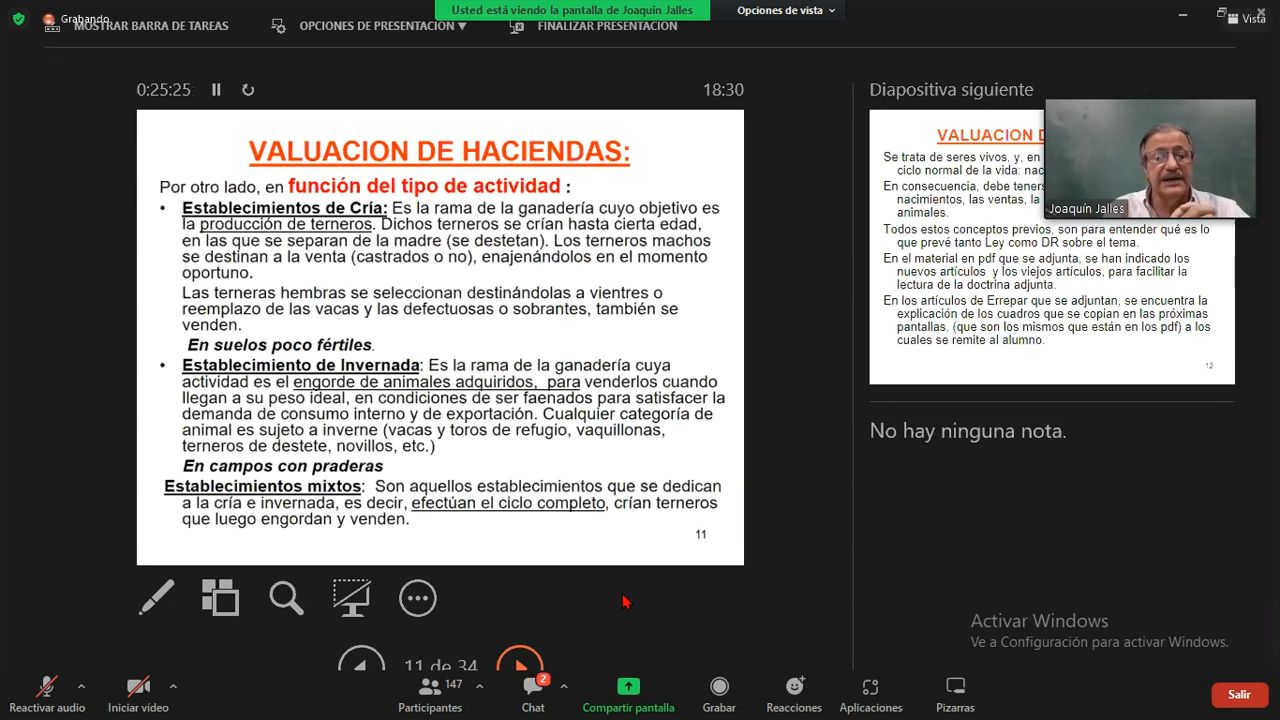 Usted está viendo la pantalla de Joaquín Jalles
Opciones de vista
Grabando
MOSTRAR BARRA DE TAREAS
OPCIONES DE PRESENTACIÓN
FINALIZAR PRESENTACIÓN
Vista
0:25:25
18:30
Diapositiva siguiente
VALUACION DE HACIENDAS:
Por otro lado, en función del tipo de actividad :
• Establecimientos de Cría: Es la rama de la ganadería cuyo objetivo es
la producción de terneros. Dichos terneros se crían hasta cierta edad,
en las que se separan de la madre (se destetan). Los terneros machos
se destinan a la venta (castrados o no), enajenándolos en el momento
oportuno.
Las terneras hembras se seleccionan destinándolas a vientres o
reemplazo de las vacas y las defectuosas o sobrantes, también se
venden.
En suelos poco fértiles.
• Establecimiento de Invernada: Es la rama de la ganadería cuya
actividad es el engorde de animales adquiridos, para venderlos cuando
llegan a su peso ideal, en condiciones de ser faenados para satisfacer la
demanda de consumo interno y de exportación. Cualquier categoría de
animal es sujeto a inverne (vacas y toros de refugio, vaquillonas,
terneros de destete, novillos, etc.)
En campos con praderas
Establecimientos mixtos: Son aquellos establecimientos que se dedican
a la cría e invernada, es decir, efectúan el ciclo completo, crían terneros
que luego engordan y venden.
11
VALUACION D
Se trata de seres vivos, y, en
ciclo normal de la vida: nac
En consecuencia, debe teners
nacimientos, las ventas, la
animales.
Todos estos conceptos previos, son para entender qué es lo
que prevé tanto Ley como DR sobre el tema.
En el material en pdf que se adjunta, se han indicado los
nuevos artículos y los viejos artículos, para facilitar la
lectura de la doctrina adjunta.
En los artículos de Errepar que se adjuntan, se encuentra la
explicación de los cuadros que se copian en las próximas
pantallas, (que son los mismos que están en los pdf) a los
cuales se remite al alumno.
12
Joaquín Jalles
No hay ninguna nota.
11 de 34
Activar Windows
Ve a Configuración para activar Windows.
Reactivar audio
Iniciar vídeo
147
Participantes
2
Chat
Compartir pantalla
Grabar
Reacciones
Aplicaciones
Pizarras
Salir